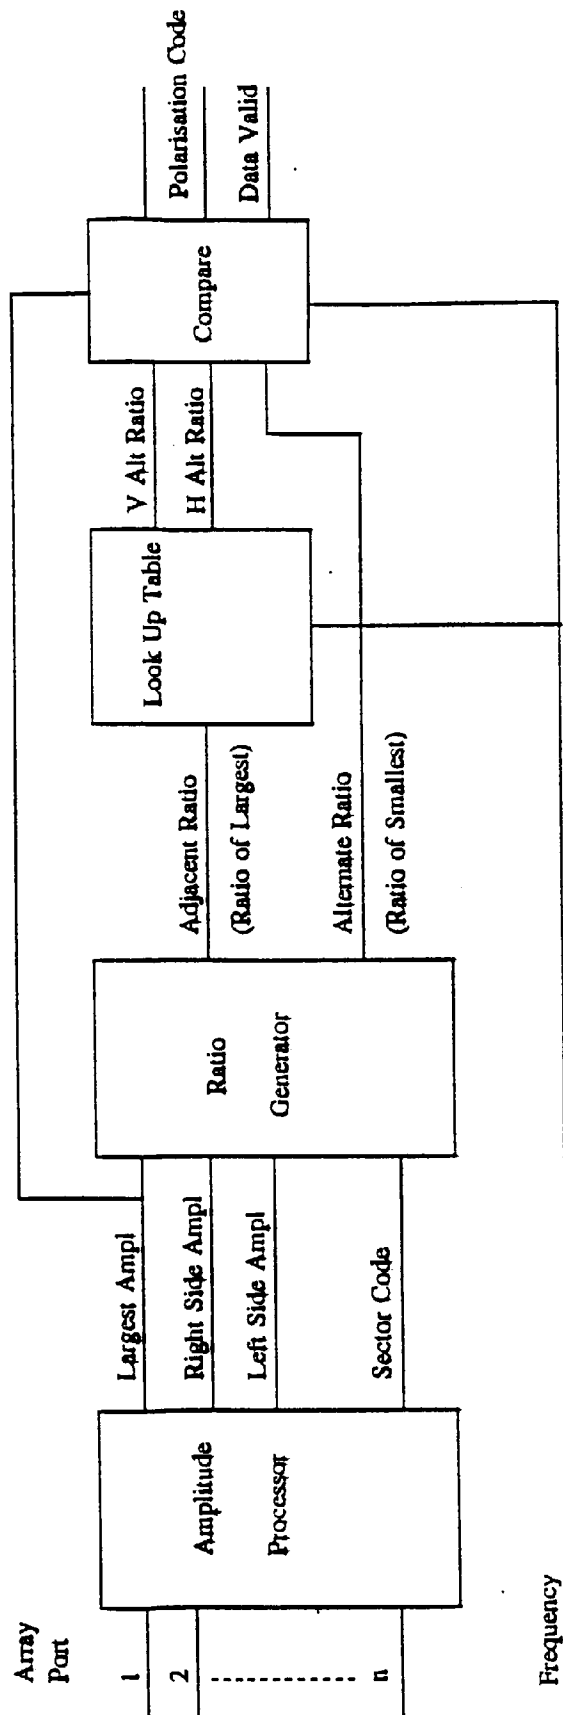 Array
Port
1
2
n
Frequency
Amplitude
Processor
Largest Ampl
Right Side Ampl
Left Side Ampl
Sector Code
Ratio
Generator
Adjacent Ratio
(Ratio of Largest)
Alternate Ratio
(Ratio of Smallest)
Look Up Table
V Alt Ratio
H Alt Ratio
Compare
Polarisation Code
Data Valid